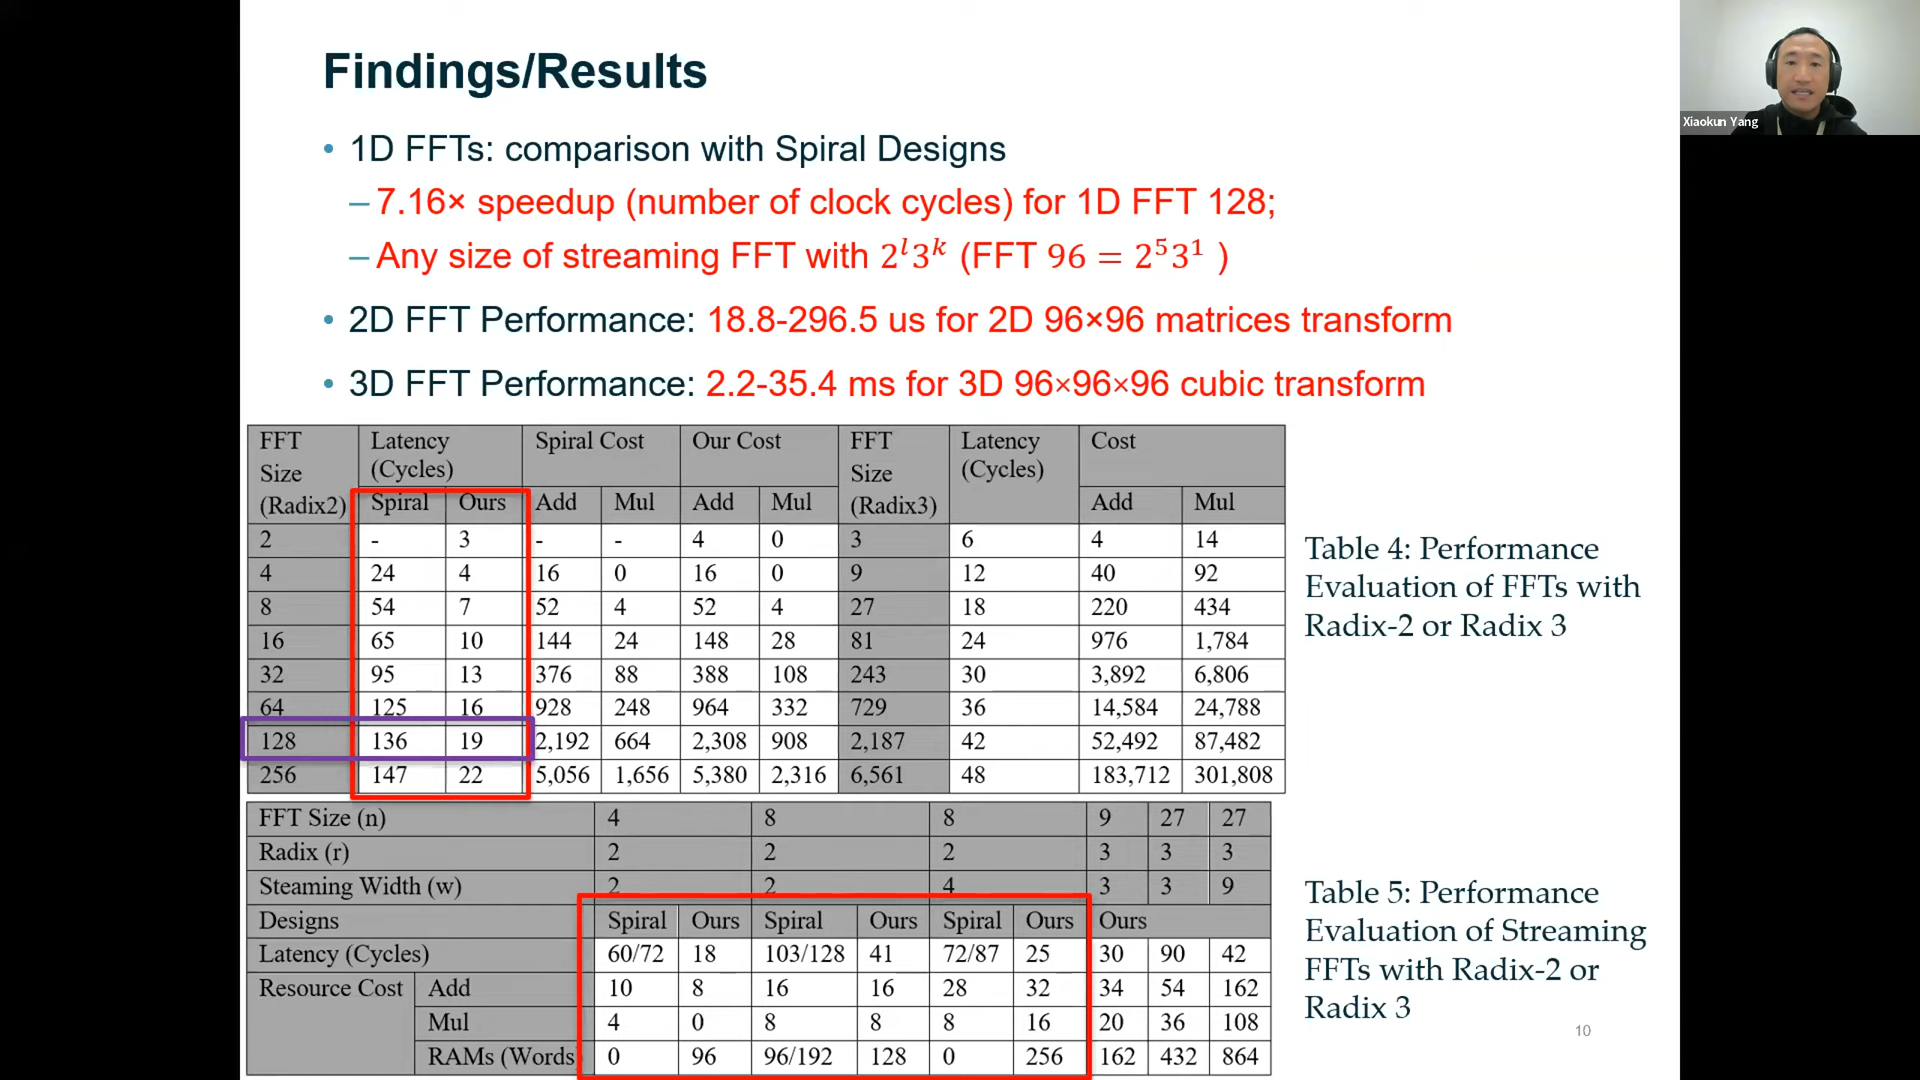 Findings/Results
• 1D FFTs: comparison with Spiral Designs
– 7.16× speedup (number of clock cycles) for 1D FFT 128;
– Any size of streaming FFT with 2^l3^k (FFT 96 = 2^53^1 )
• 2D FFT Performance: 18.8-296.5 us for 2D 96×96 matrices transform
• 3D FFT Performance: 2.2-35.4 ms for 3D 96×96×96 cubic transform
Xiaokun Yang
FFT Size (Radix2) Latency (Cycles) Spiral Cost Our Cost FFT Size (Radix3) Latency (Cycles) Cost
Spiral Ours Add Mul Add Mul Add Mul
2 - 3 - - 4 0 3 6 4 14
4 24 4 16 0 16 0 9 12 40 92
8 54 7 52 4 52 4 27 18 220 434
16 65 10 144 24 148 28 81 24 976 1,784
32 95 13 376 88 388 108 243 30 3,892 6,806
64 125 16 928 248 964 332 729 36 14,584 24,788
128 136 19 2,192 664 2,308 908 2,187 42 52,492 87,482
256 147 22 5,056 1,656 5,380 2,316 6,561 48 183,712 301,808
Table 4: Performance
Evaluation of FFTs with
Radix-2 or Radix 3
FFT Size (n) 4 8 8 9 27 27
Radix (r) 2 2 2 3 3 3
Steaming Width (w) 2 2 4 3 3 9
Designs Spiral Ours Spiral Ours Spiral Ours Ours
Latency (Cycles) 60/72 18 103/128 41 72/87 25 30 90 42
Resource Cost Add 10 8 16 16 28 32 34 54 162
Mul 4 0 8 8 8 16 20 36 108
RAMs (Words) 0 96 96/192 128 0 256 162 432 864
Table 5: Performance
Evaluation of Streaming
FFTs with Radix-2 or
Radix 3
10